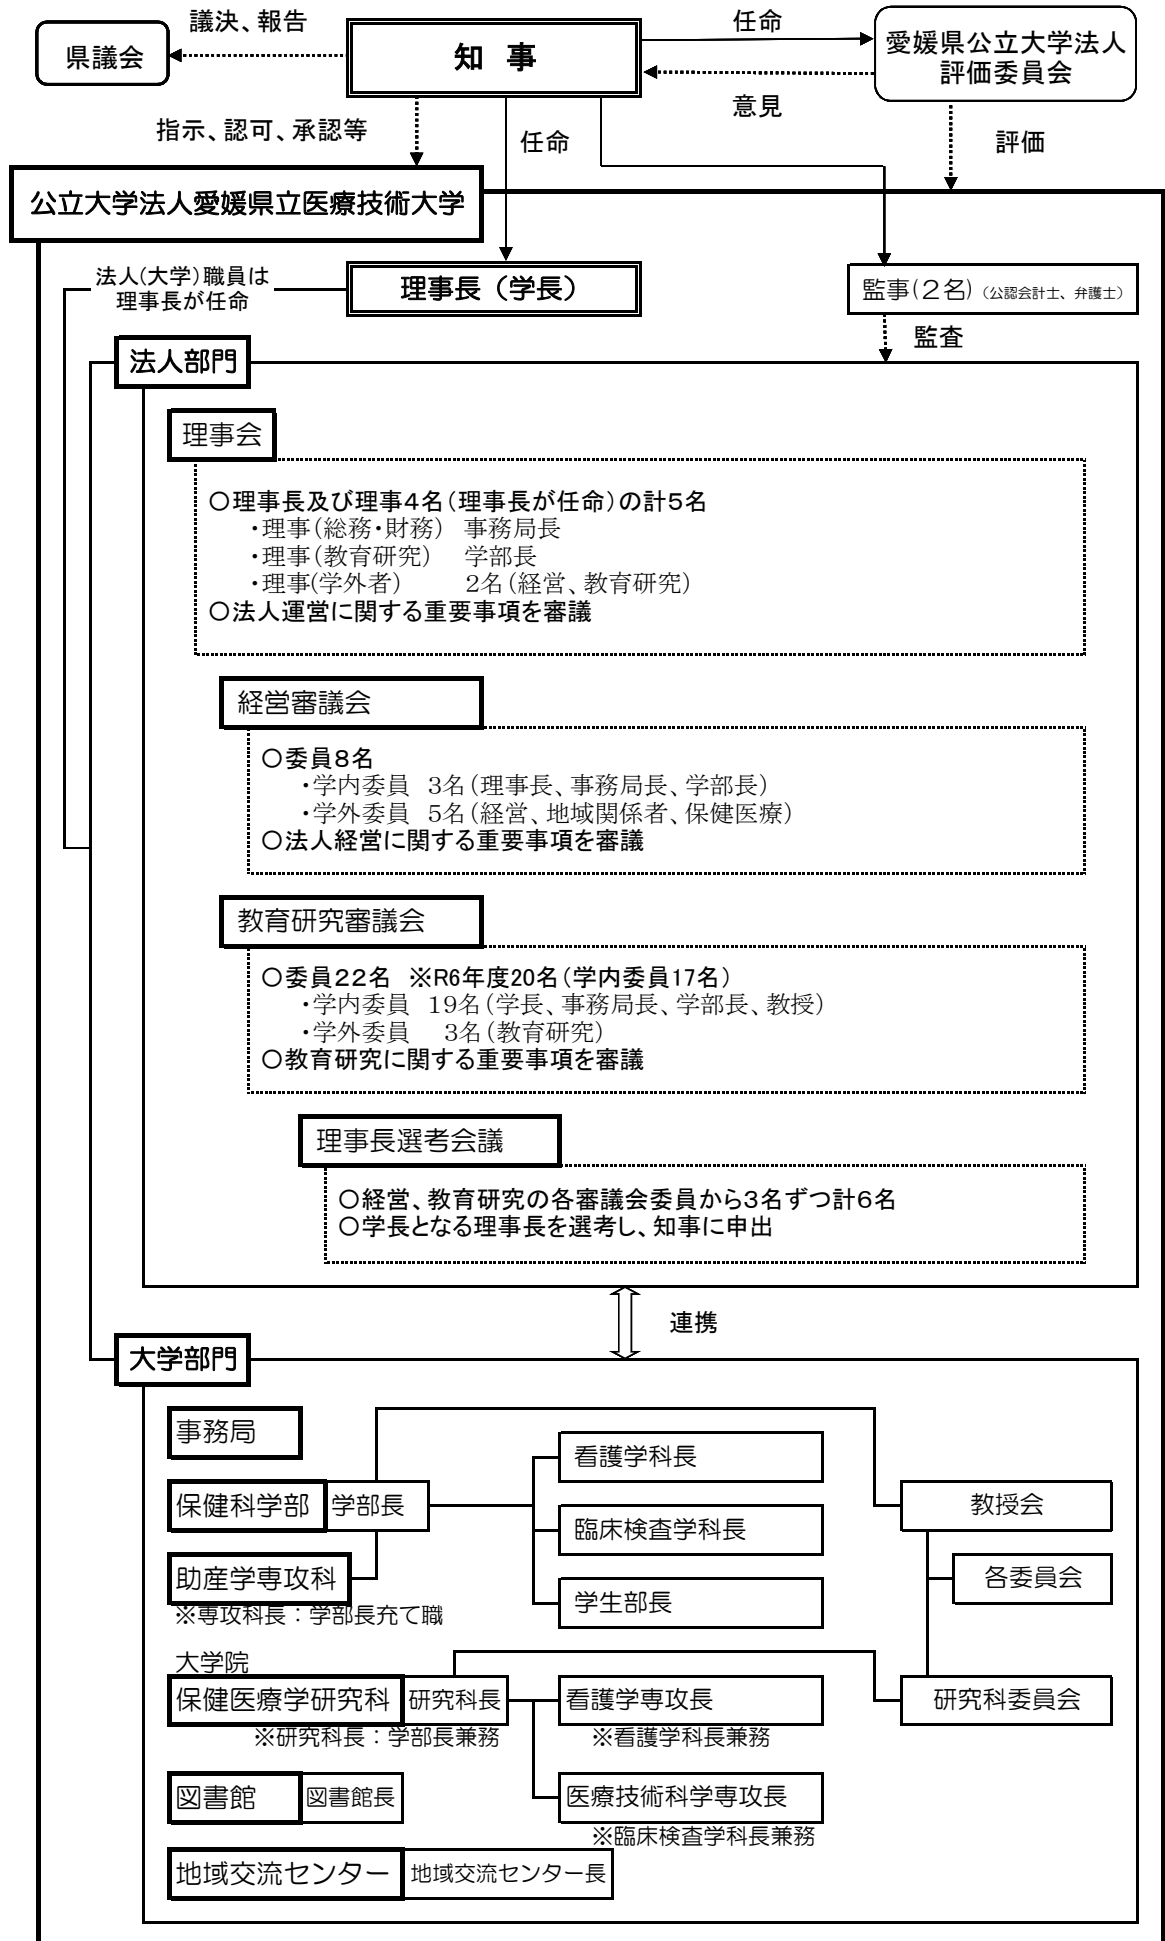 議決、報告
任命
県議会
知 事
愛媛県公立大学法人
評価委員会
意見
指示、認可、承認等
任命
評価
公立大学法人愛媛県立医療技術大学
法人(大学)職員は
理事長が任命
理事長（学長）
監事(２名)（公認会計士、弁護士）
監査
法人部門
理事会
○理事長及び理事４名（理事長が任命）の計５名
・理事（総務・財務） 事務局長
・理事（教育研究） 学部長
・理事(学外者) 2名（経営、教育研究）
○法人運営に関する重要事項を審議
経営審議会
○委員８名
・学内委員 3名（理事長、事務局長、学部長）
・学外委員 5名（経営、地域関係者、保健医療）
○法人経営に関する重要事項を審議
教育研究審議会
○委員２２名 ※R6年度20名（学内委員17名）
・学内委員 19名（学長、事務局長、学部長、教授）
・学外委員 3名（教育研究）
○教育研究に関する重要事項を審議
理事長選考会議
○経営、教育研究の各審議会委員から３名ずつ計６名
○学長となる理事長を選考し、知事に申出
連携
大学部門
事務局
看護学科長
保健科学部 学部長
教授会
臨床検査学科長
助産学専攻科
各委員会
学生部長
※専攻科長：学部長充て職
大学院
保健医療学研究科 研究科長
看護学専攻長
研究科委員会
※研究科長：学部長兼務
※看護学科長兼務
図書館 図書館長
医療技術科学専攻長
※臨床検査学科長兼務
地域交流センター 地域交流センター長